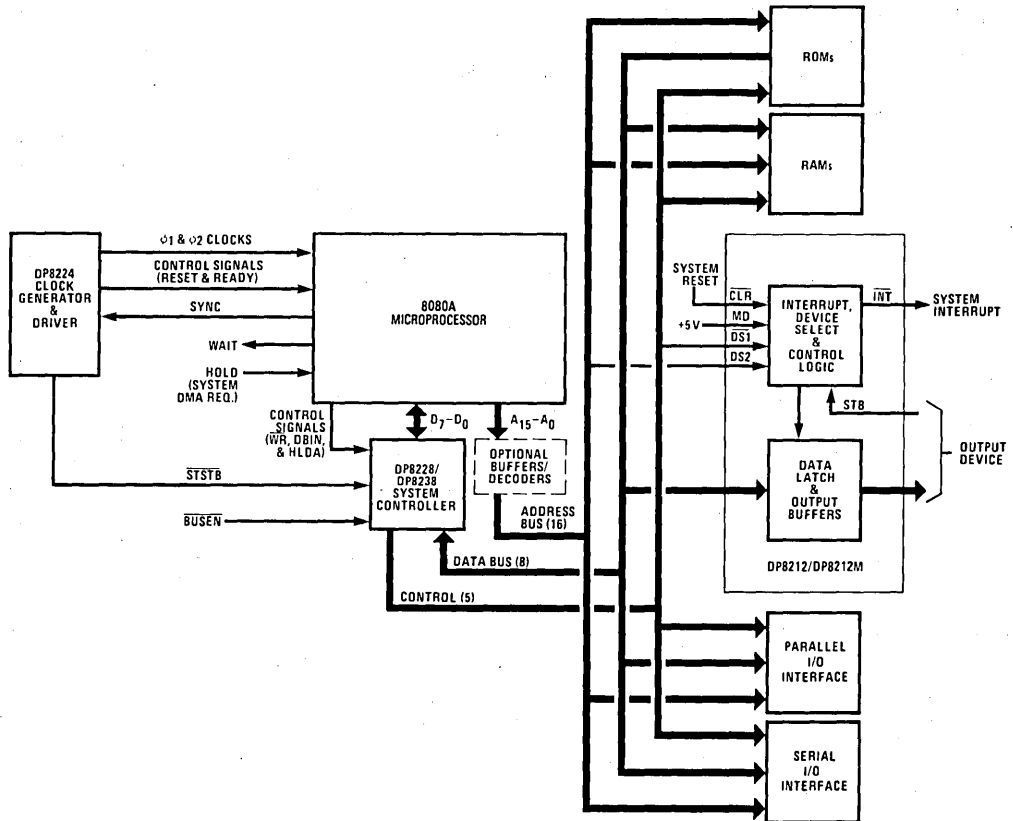 ROMs
RAMs
DP8224
CLOCK
GENERATOR
&
DRIVER
ϕ1 & ϕ2 CLOCKS
CONTROL SIGNALS
(RESET & READY)
SYNC
WAIT
HOLD
(SYSTEM
DMA REQ.)
8080A
MICROPROCESSOR
CONTROL
SIGNALS
(WR, DBIN,
& HLDA)
D7–D0
A15–A0
STSTB
BUSEN
DP8228/
DP8238
SYSTEM
CONTROLLER
OPTIONAL
BUFFERS/
DECODERS
ADDRESS
BUS (16)
DATA BUS (8)
CONTROL (5)
SYSTEM
RESET
CLR
+5V MD
DS1
DS2
INTERRUPT,
DEVICE
SELECT
&
CONTROL
LOGIC
INT
SYSTEM
INTERRUPT
STB
DATA
LATCH
&
OUTPUT
BUFFERS
OUTPUT
DEVICE
DP8212/DP8212M
PARALLEL
I/O
INTERFACE
SERIAL
I/O
INTERFACE